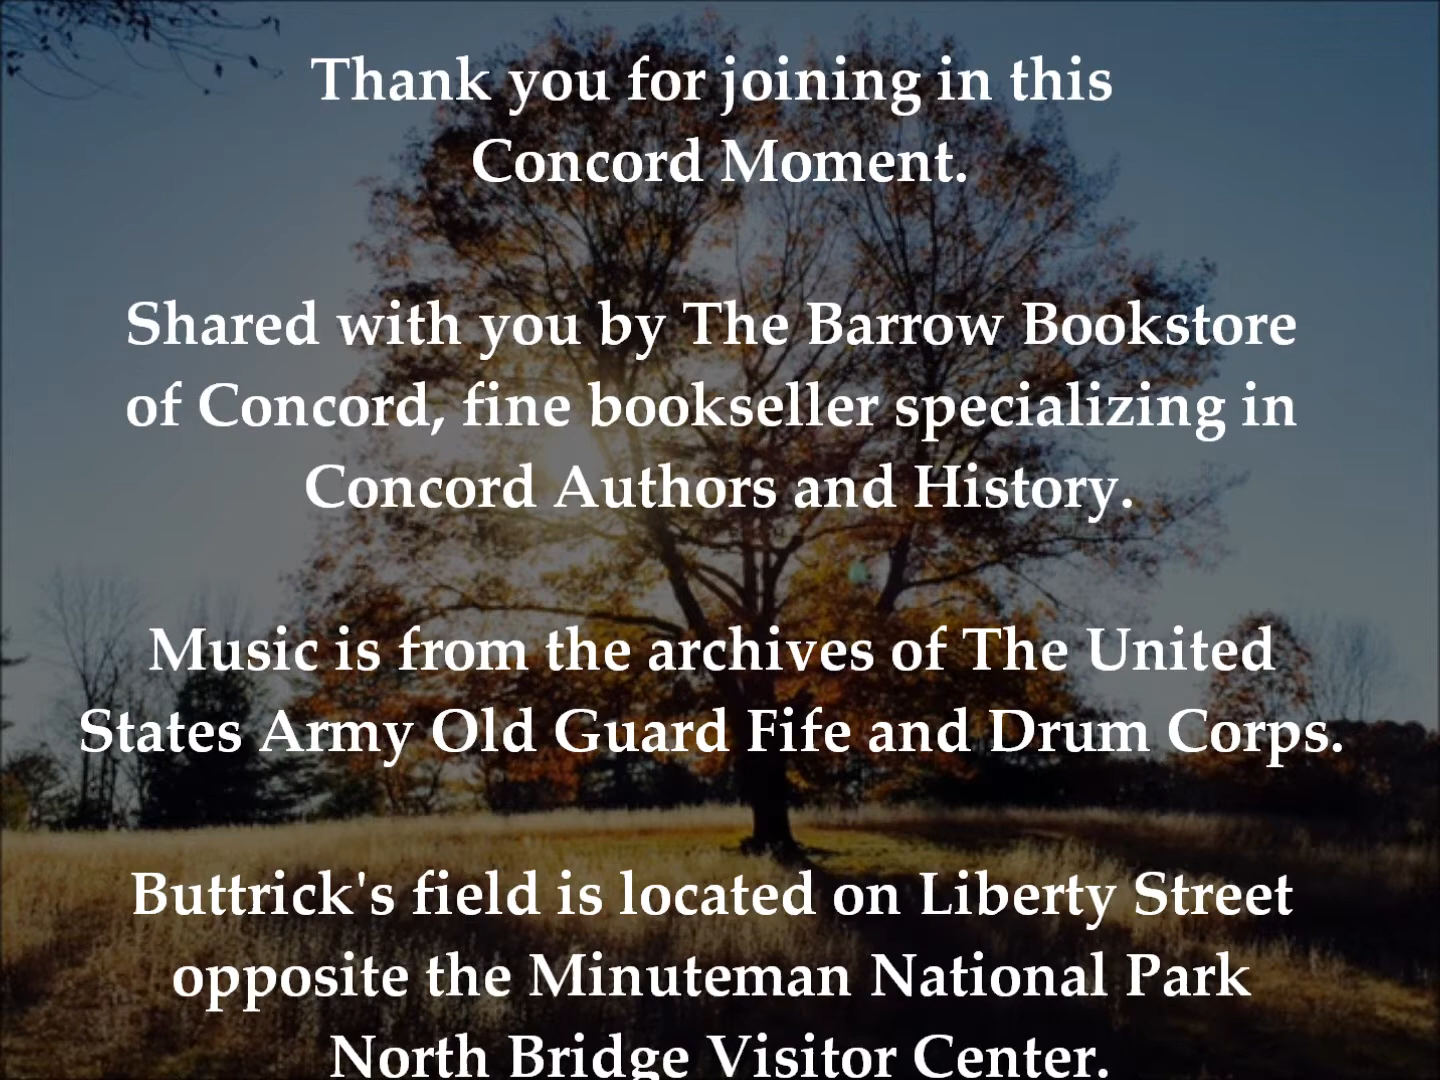 Thank you for joining in this
Concord Moment.
Shared with you by The Barrow Bookstore
of Concord, fine bookseller specializing in
Concord Authors and History.
Music is from the archives of The United
States Army Old Guard Fife and Drum Corps.
Buttrick's field is located on Liberty Street
opposite the Minuteman National Park
North Bridge Visitor Center.